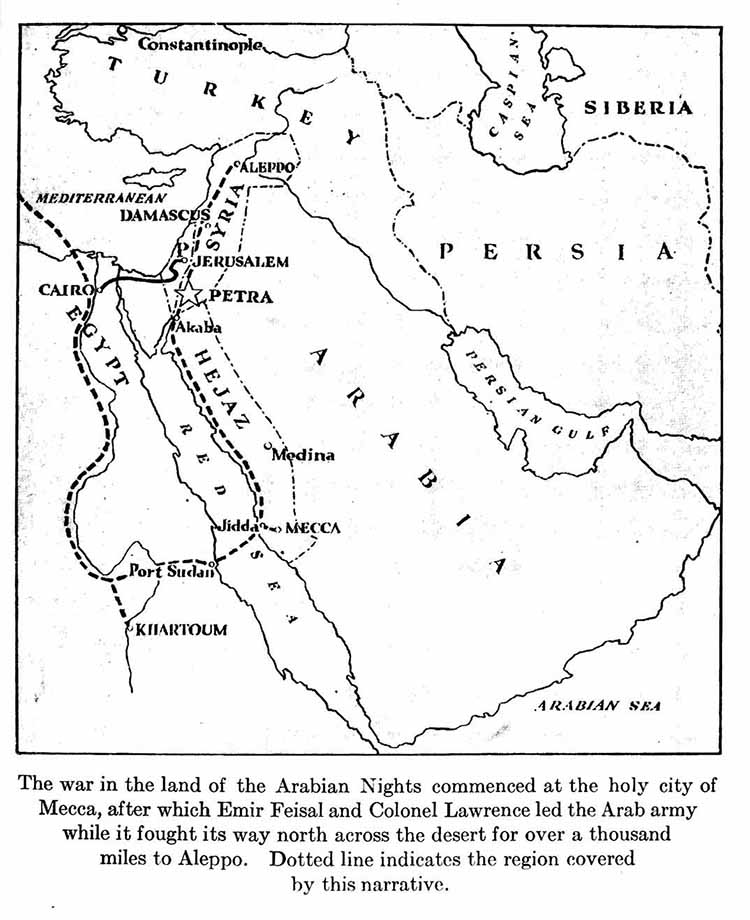 Constantinople
TURKEY
CASPIAN
SEA
SIBERIA
ALEPPO
MEDITERRANEAN
DAMASCUS
SYRIA
PERSIA
P
JERUSALEM
CAIRO
PETRA
EGYPT
Akaba
HEJAZ
ARABIA
PERSIAN GULF
Medina
RED SEA
Jidda
MECCA
Port Sudan
KHARTOUM
ARABIAN SEA
The war in the land of the Arabian Nights commenced at the holy city of
Mecca, after which Emir Feisal and Colonel Lawrence led the Arab army
while it fought its way north across the desert for over a thousand
miles to Aleppo. Dotted line indicates the region covered
by this narrative.